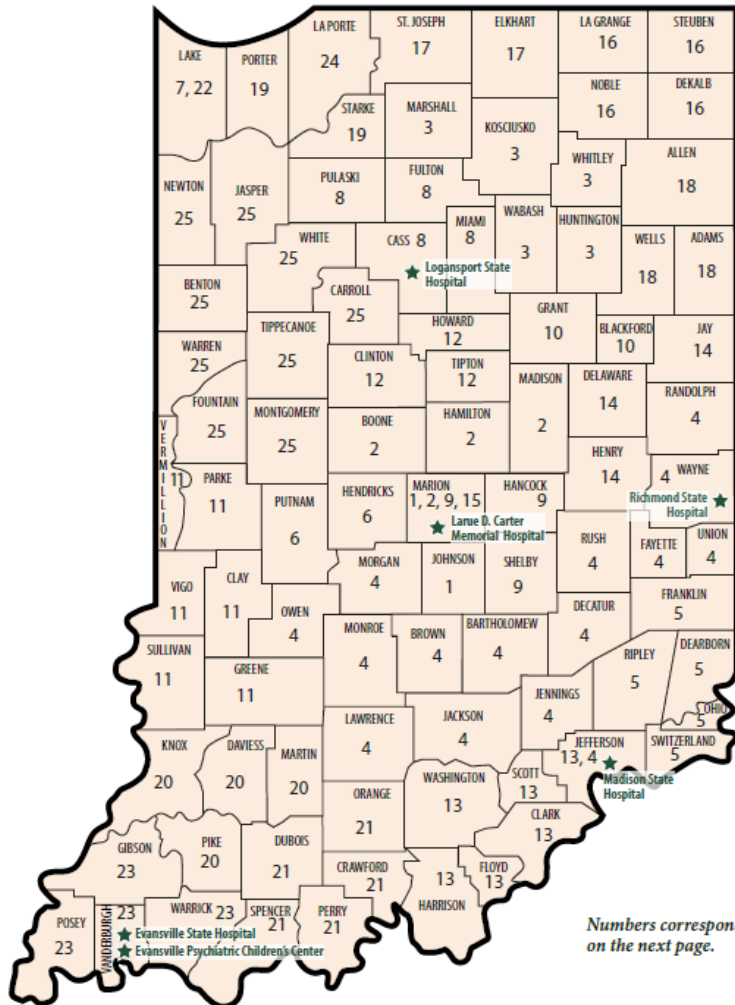 LA PORTE
24
ST. JOSEPH
17
ELKHART
17
LA GRANGE
16
STEUBEN
16
LAKE
7, 22
PORTER
19
NOBLE
16
DEKALB
16
STARKE
19
MARSHALL
3
KOSCIUSKO
3
WHITLEY
3
ALLEN
18
NEWTON
25
JASPER
25
PULASKI
8
FULTON
8
WHITE
25
CASS 8
MIAMI
8
WABASH
3
HUNTINGTON
3
WELLS
18
ADAMS
18
Logansport State
Hospital
BENTON
25
CARROLL
25
WARREN
25
TIPPECANOE
25
HOWARD
12
GRANT
10
BLACKFORD
10
JAY
14
CLINTON
12
TIPTON
12
MADISON
2
DELAWARE
14
RANDOLPH
4
FOUNTAIN
25
MONTGOMERY
25
BOONE
2
HAMILTON
2
HENRY
14
4 WAYNE
Richmond State
Hospital
VERMILLION
11
PARKE
11
PUTNAM
6
HENDRICKS
6
MARION
1, 2, 9, 15
HANCOCK
9
Larue D. Carter
Memorial Hospital
RUSH
4
FAYETTE
4
UNION
4
VIGO
11
CLAY
11
MORGAN
4
JOHNSON
1
SHELBY
9
DECATUR
4
FRANKLIN
5
OWEN
4
SULLIVAN
11
GREENE
11
MONROE
4
BROWN
4
BARTHOLOMEW
4
RIPLEY
5
DEARBORN
5
OHIO
5
KNOX
20
DAVIESS
20
MARTIN
20
LAWRENCE
4
JACKSON
4
JENNINGS
4
JEFFERSON
13, 4
SWITZERLAND
5
Madison State
Hospital
ORANGE
21
WASHINGTON
13
SCOTT
13
CLARK
13
GIBSON
23
PIKE
20
DUBOIS
21
CRAWFORD
21
13
HARRISON
FLOYD
13
POSEY
23
VANDERBURGH
23
WARRICK 23
SPENCER
21
PERRY
21
Evansville State Hospital
Evansville Psychiatric Children's Center
Numbers correspon
on the next page.